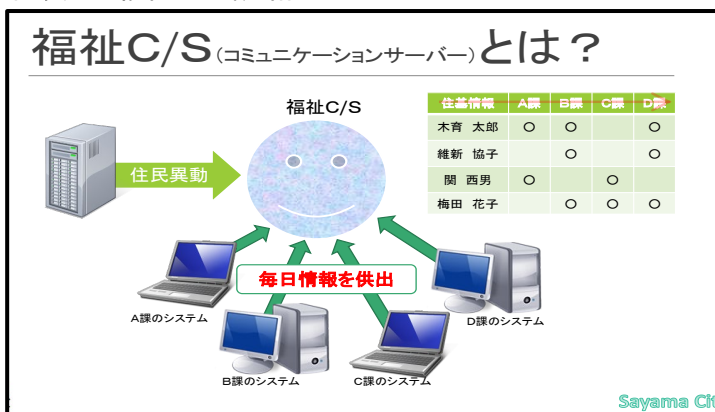 福祉C/S(コミュニケーションサーバー)とは？
福祉C/S
住民異動
住基情報 A課 B課 C課 D課
木育 太郎 ○ ○ ○
維新 協子 ○ ○
関 西男 ○ ○
梅田 花子 ○ ○ ○
毎日情報を供出
A課のシステム
B課のシステム
C課のシステム
D課のシステム
Sayama Cit